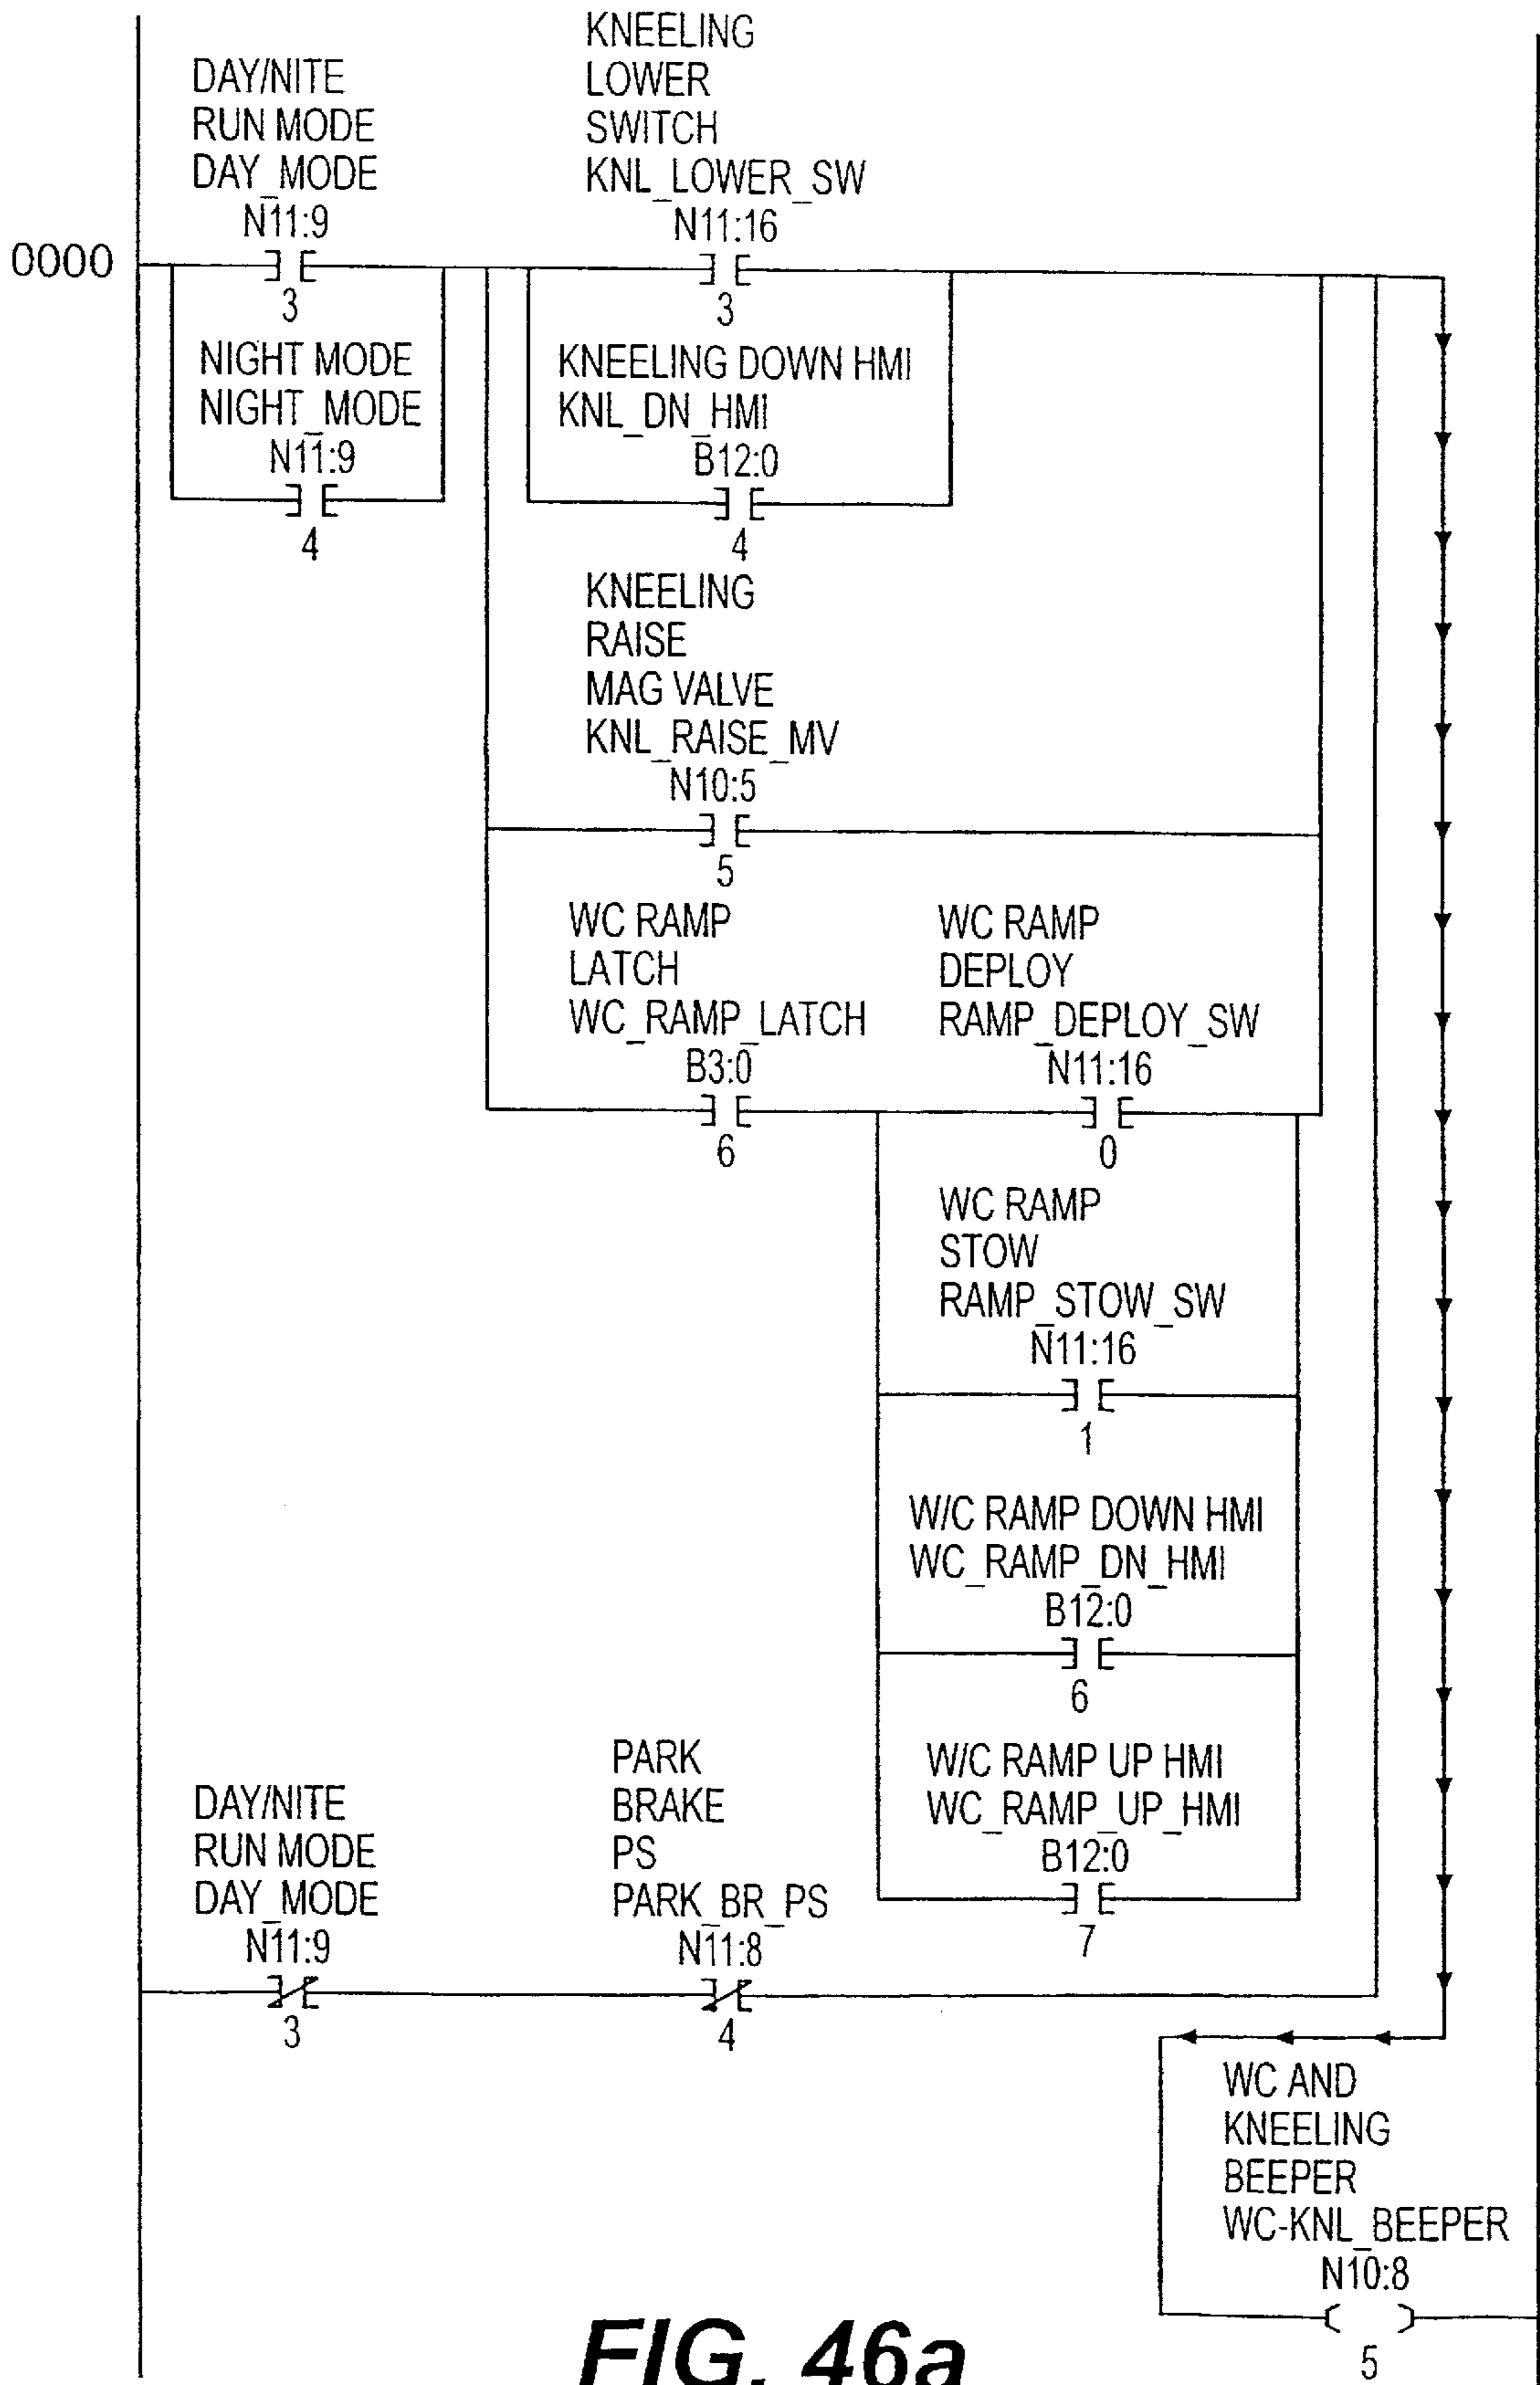 KNEELING
LOWER
SWITCH
KNL_LOWER_SW
N11:16
3
DAY/NITE
RUN MODE
DAY_MODE
N11:9
0000
3
NIGHT MODE
NIGHT_MODE
N11:9
4
KNEELING DOWN HMI
KNL_DN_HMI
B12:0
4
KNEELING
RAISE
MAG VALVE
KNL_RAISE_MV
N10:5
5
WC RAMP
LATCH
WC_RAMP_LATCH
B3:0
6
WC RAMP
DEPLOY
RAMP_DEPLOY_SW
N11:16
0
WC RAMP
STOW
RAMP_STOW_SW
N11:16
1
W/C RAMP DOWN HMI
WC_RAMP_DN_HMI
B12:0
6
W/C RAMP UP HMI
WC_RAMP_UP_HMI
B12:0
7
DAY/NITE
RUN MODE
DAY_MODE
N11:9
3
PARK
BRAKE
PS
PARK_BR_PS
N11:8
4
WC AND
KNEELING
BEEPER
WC-KNL_BEEPER
N10:8
5
FIG. 46a